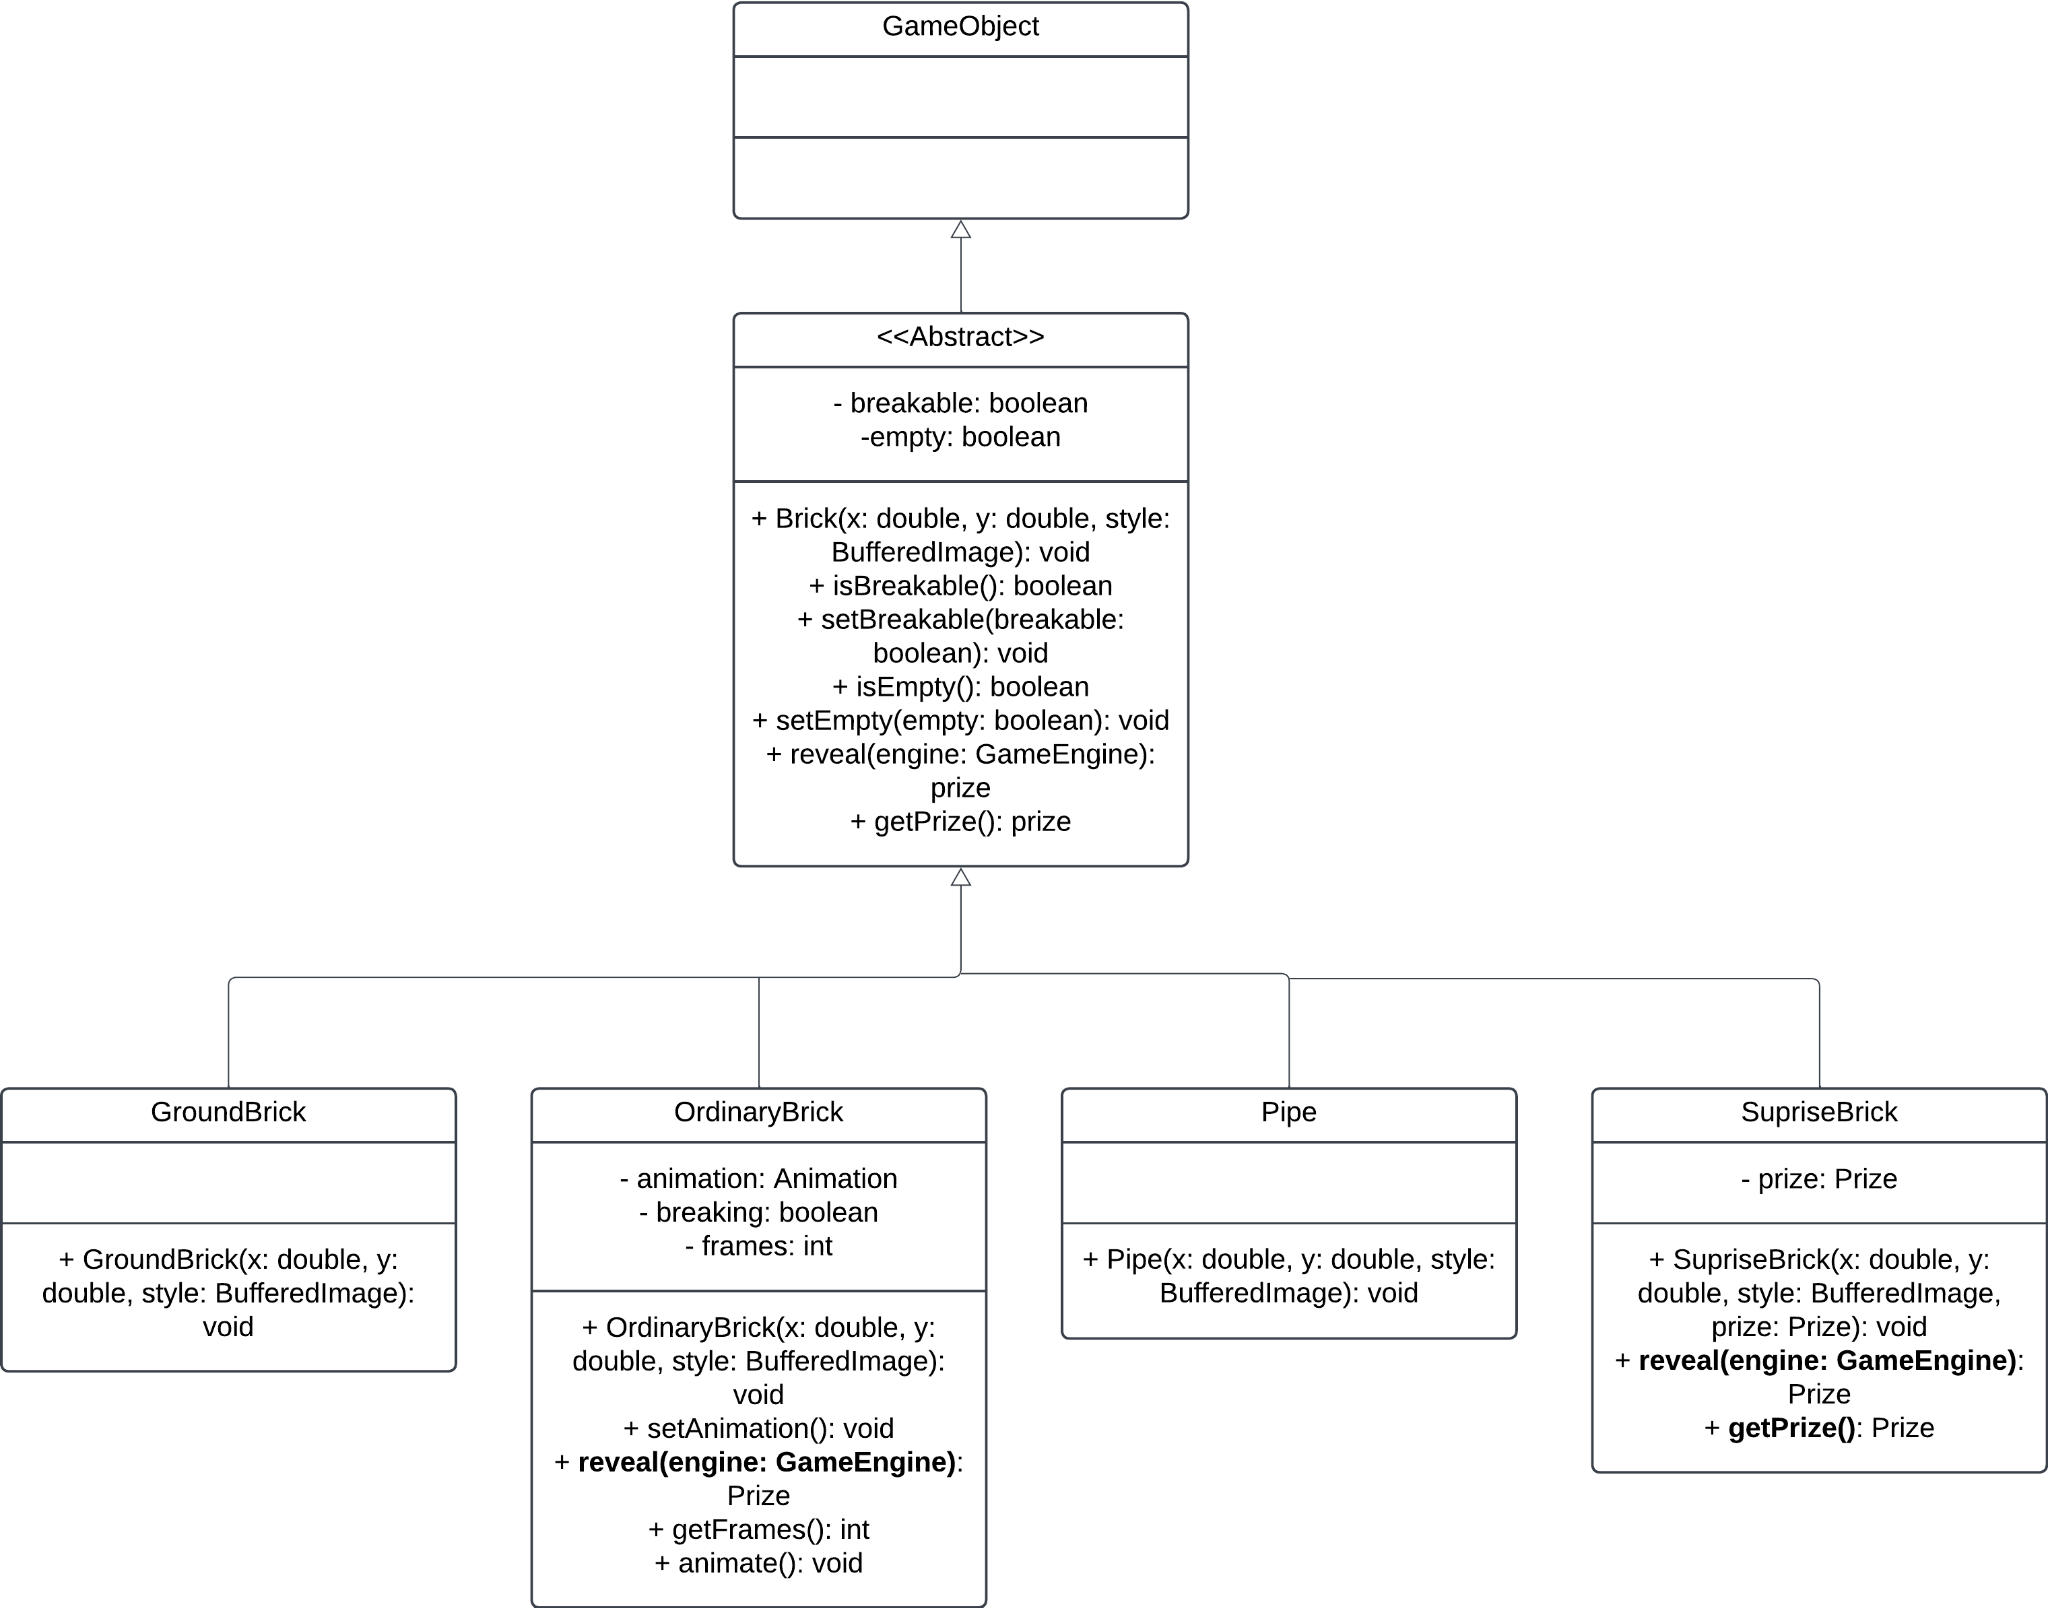 GameObject
<<Abstract>>
- breakable: boolean
-empty: boolean
+ Brick(x: double, y: double, style:
BufferedImage): void
+ isBreakable(): boolean
+ setBreakable(breakable:
boolean): void
+ isEmpty(): boolean
+ setEmpty(empty: boolean): void
+ reveal(engine: GameEngine):
prize
+ getPrize(): prize
GroundBrick
+ GroundBrick(x: double, y:
double, style: BufferedImage):
void
OrdinaryBrick
- animation: Animation
- breaking: boolean
- frames: int
+ OrdinaryBrick(x: double, y:
double, style: BufferedImage):
void
+ setAnimation(): void
+ reveal(engine: GameEngine):
Prize
+ getFrames(): int
+ animate(): void
Pipe
+ Pipe(x: double, y: double, style:
BufferedImage): void
SupriseBrick
- prize: Prize
+ SupriseBrick(x: double, y:
double, style: BufferedImage,
prize: Prize): void
+ reveal(engine: GameEngine):
Prize
+ getPrize(): Prize